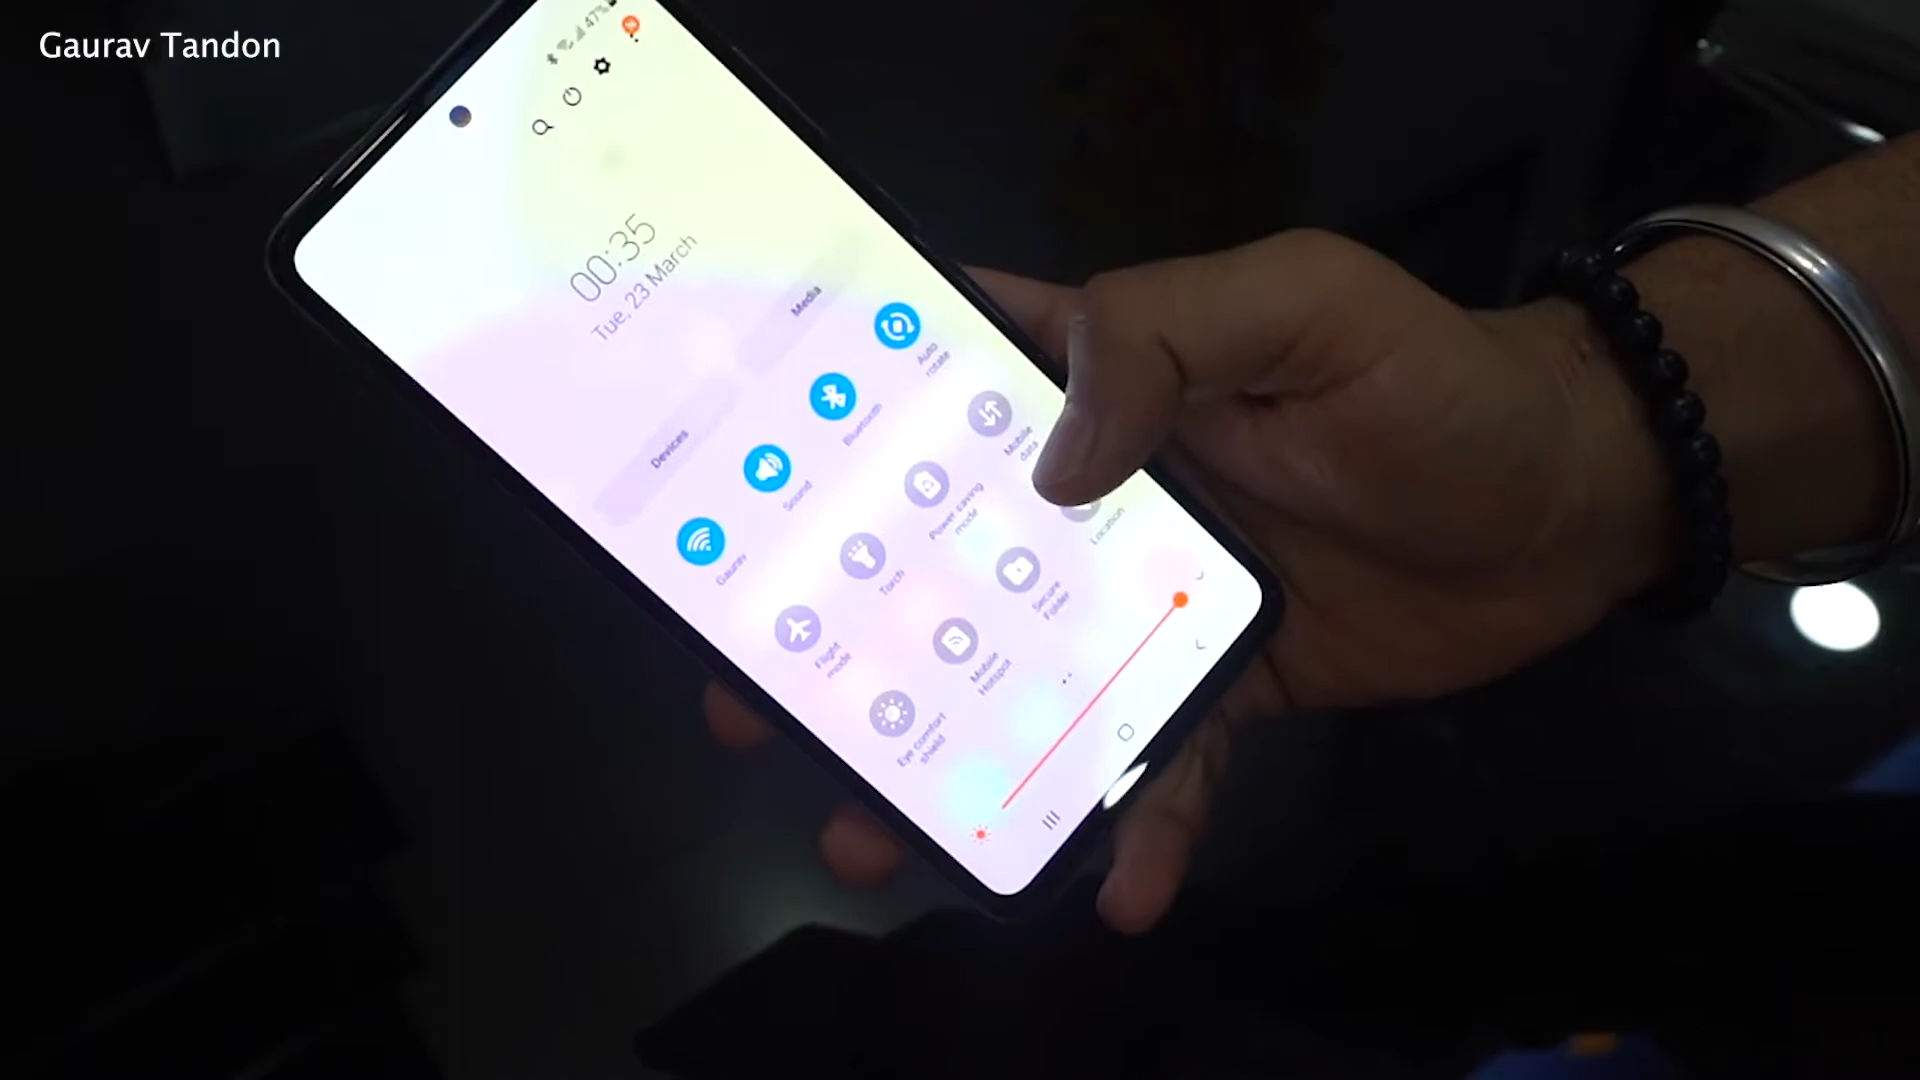 Gaurav Tandon
47%
00:35
Tue, 23 March
Devices
Media
Gaurav
Sound
Bluetooth
Auto
rotate
Flight
mode
Torch
Power saving
mode
Mobile
data
Eye comfort
shield
Mobile
Hotspot
Secure
Folder
Location